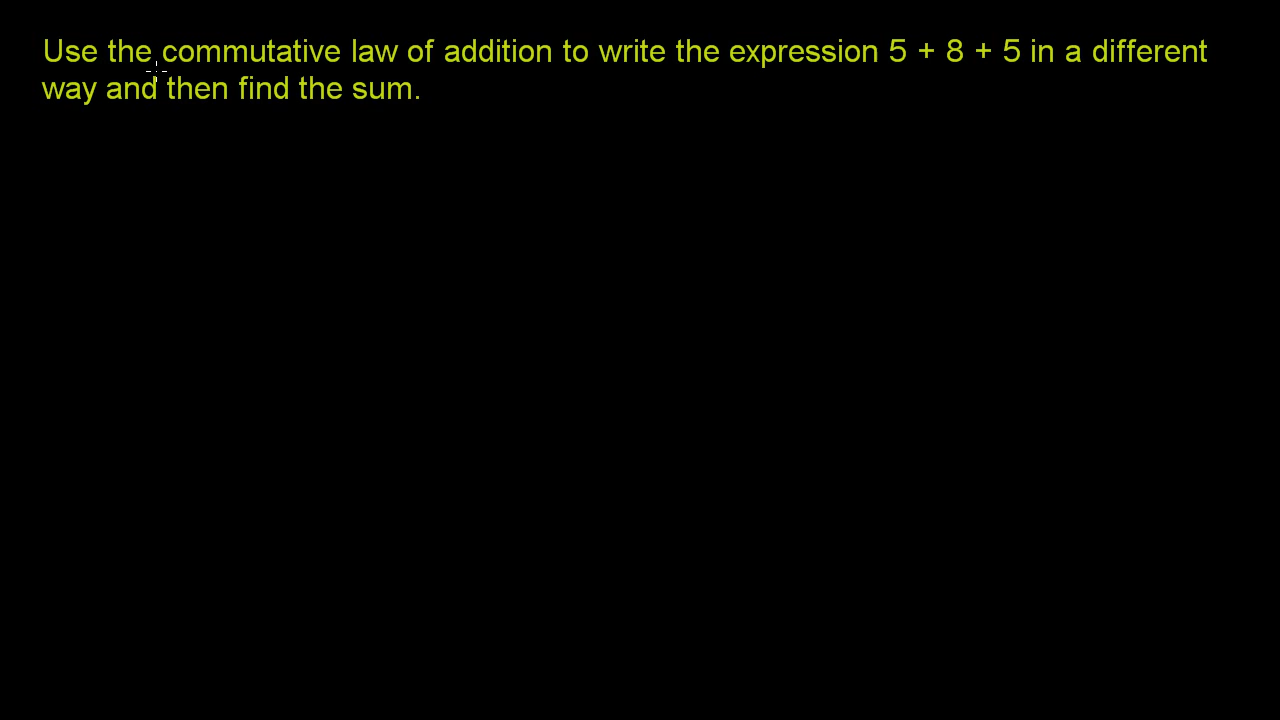 Use the commutative law of addition to write the expression 5 + 8 + 5 in a different
way and then find the sum.